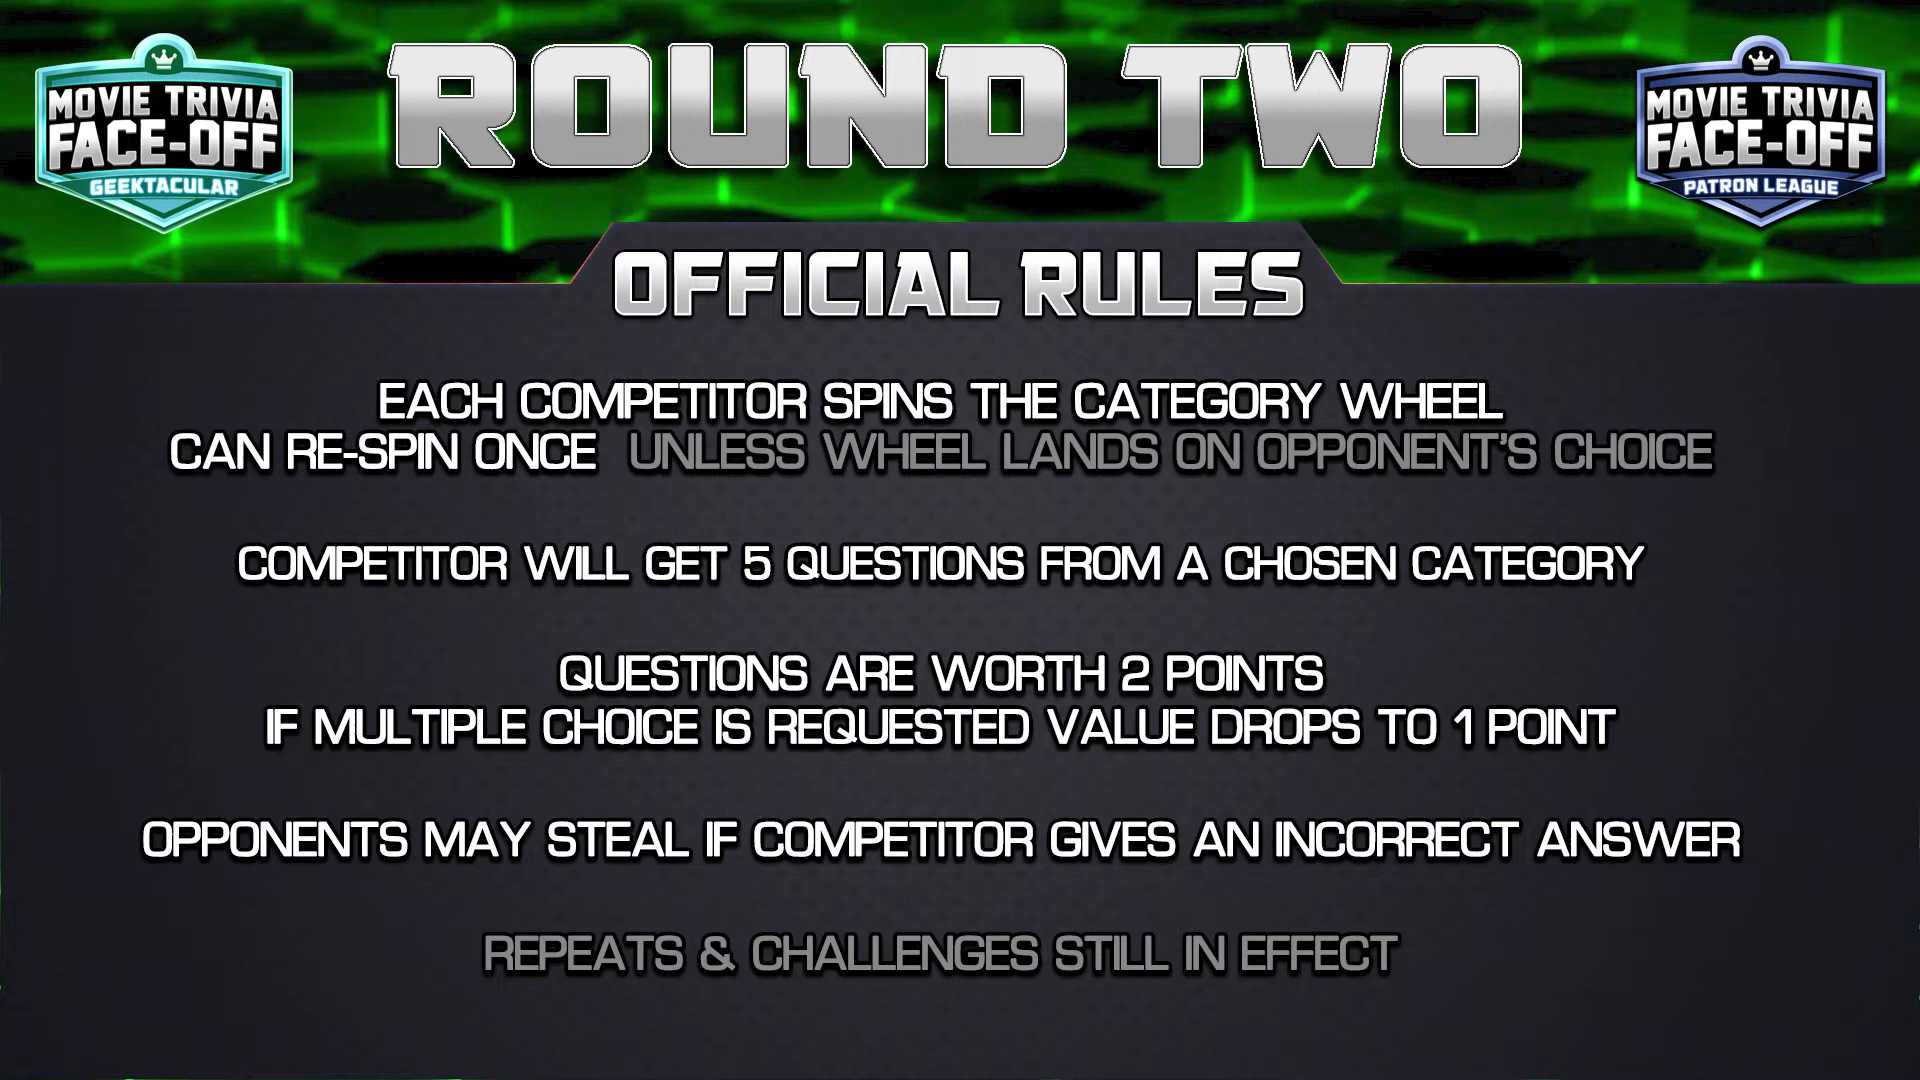 MOVIE TRIVIA
FACE-OFF
GEEKTACULAR
ROUND TWO
MOVIE TRIVIA
FACE-OFF
PATRON LEAGUE
OFFICIAL RULES
EACH COMPETITOR SPINS THE CATEGORY WHEEL
CAN RE-SPIN ONCE UNLESS WHEEL LANDS ON OPPONENT'S CHOICE
COMPETITOR WILL GET 5 QUESTIONS FROM A CHOSEN CATEGORY
QUESTIONS ARE WORTH 2 POINTS
IF MULTIPLE CHOICE IS REQUESTED VALUE DROPS TO 1 POINT
OPPONENTS MAY STEAL IF COMPETITOR GIVES AN INCORRECT ANSWER
REPEATS & CHALLENGES STILL IN EFFECT